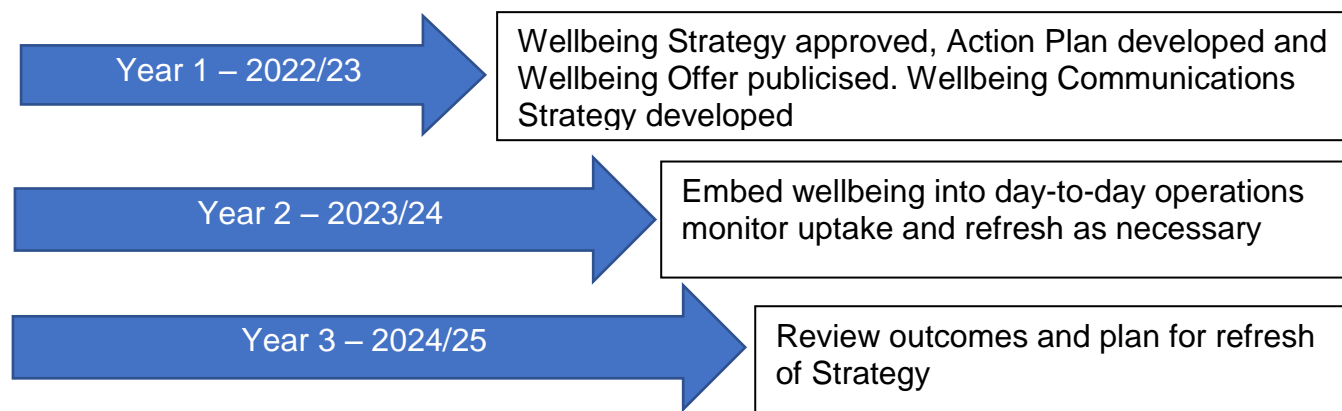 Year 1 – 2022/23
Wellbeing Strategy approved, Action Plan developed and
Wellbeing Offer publicised. Wellbeing Communications
Strategy developed
Year 2 – 2023/24
Embed wellbeing into day-to-day operations
monitor uptake and refresh as necessary
Year 3 – 2024/25
Review outcomes and plan for refresh
of Strategy